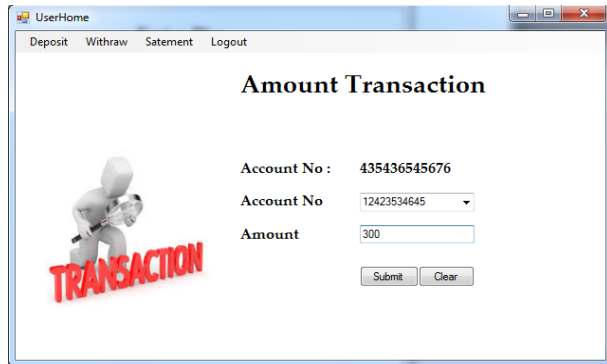 UserHome
Deposit Withraw Satement Logout
Amount Transaction
Account No : 435436545676
Account No 12423534645
Amount 300
Submit Clear
TRANSACTION